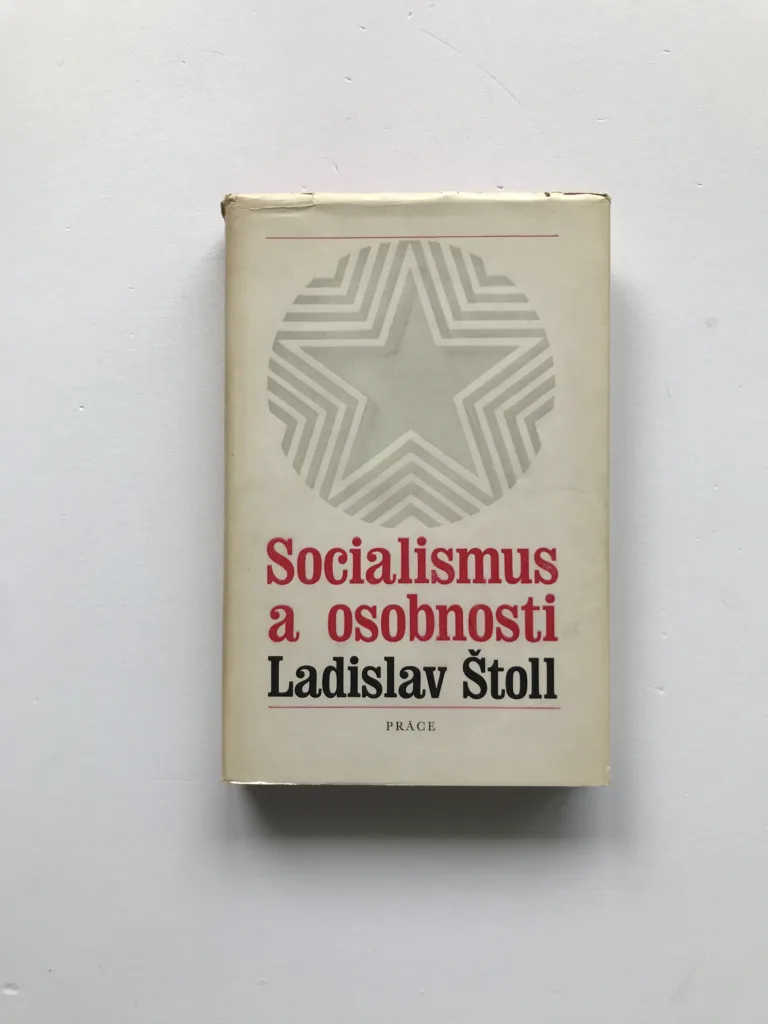 Socialismus
a osobnosti
Ladislav Štoll
PRÁCE